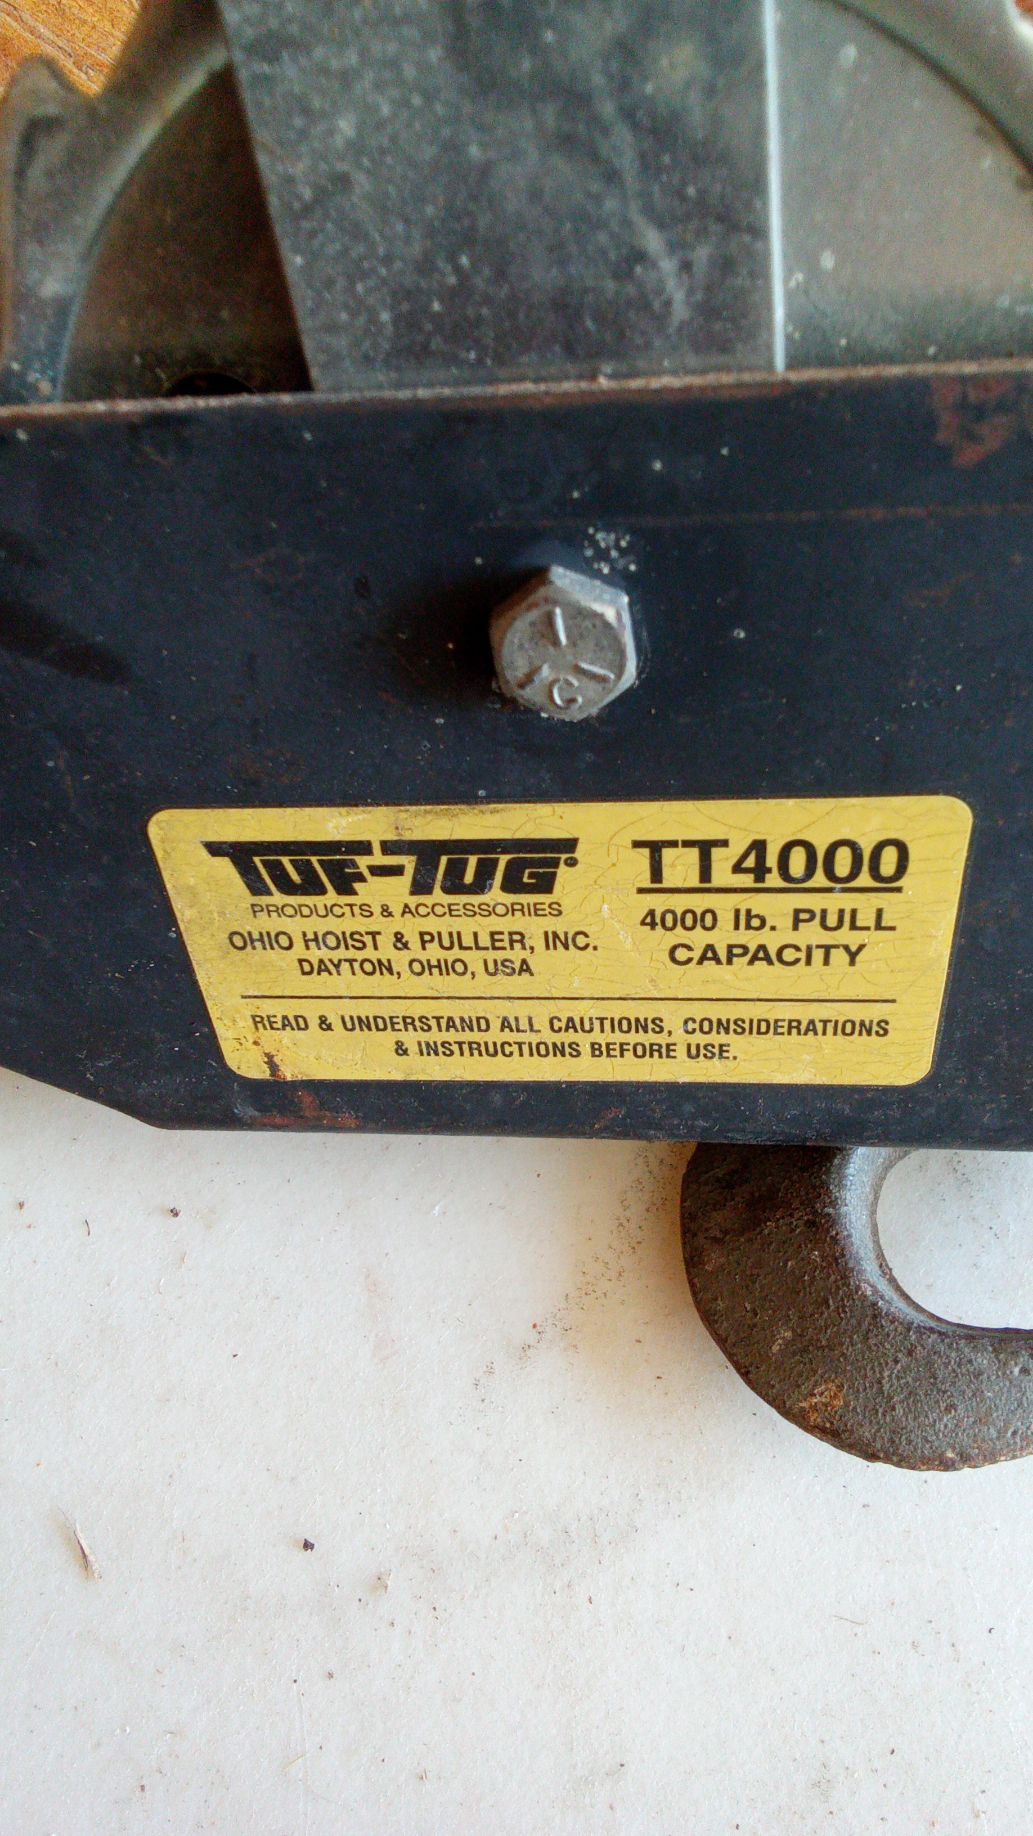 G
TUF-TUG
PRODUCTS & ACCESSORIES
OHIO HOIST & PULLER, INC.
DAYTON, OHIO, USA
TT4000
4000 lb. PULL
CAPACITY
READ & UNDERSTAND ALL CAUTIONS, CONSIDERATIONS
& INSTRUCTIONS BEFORE USE.